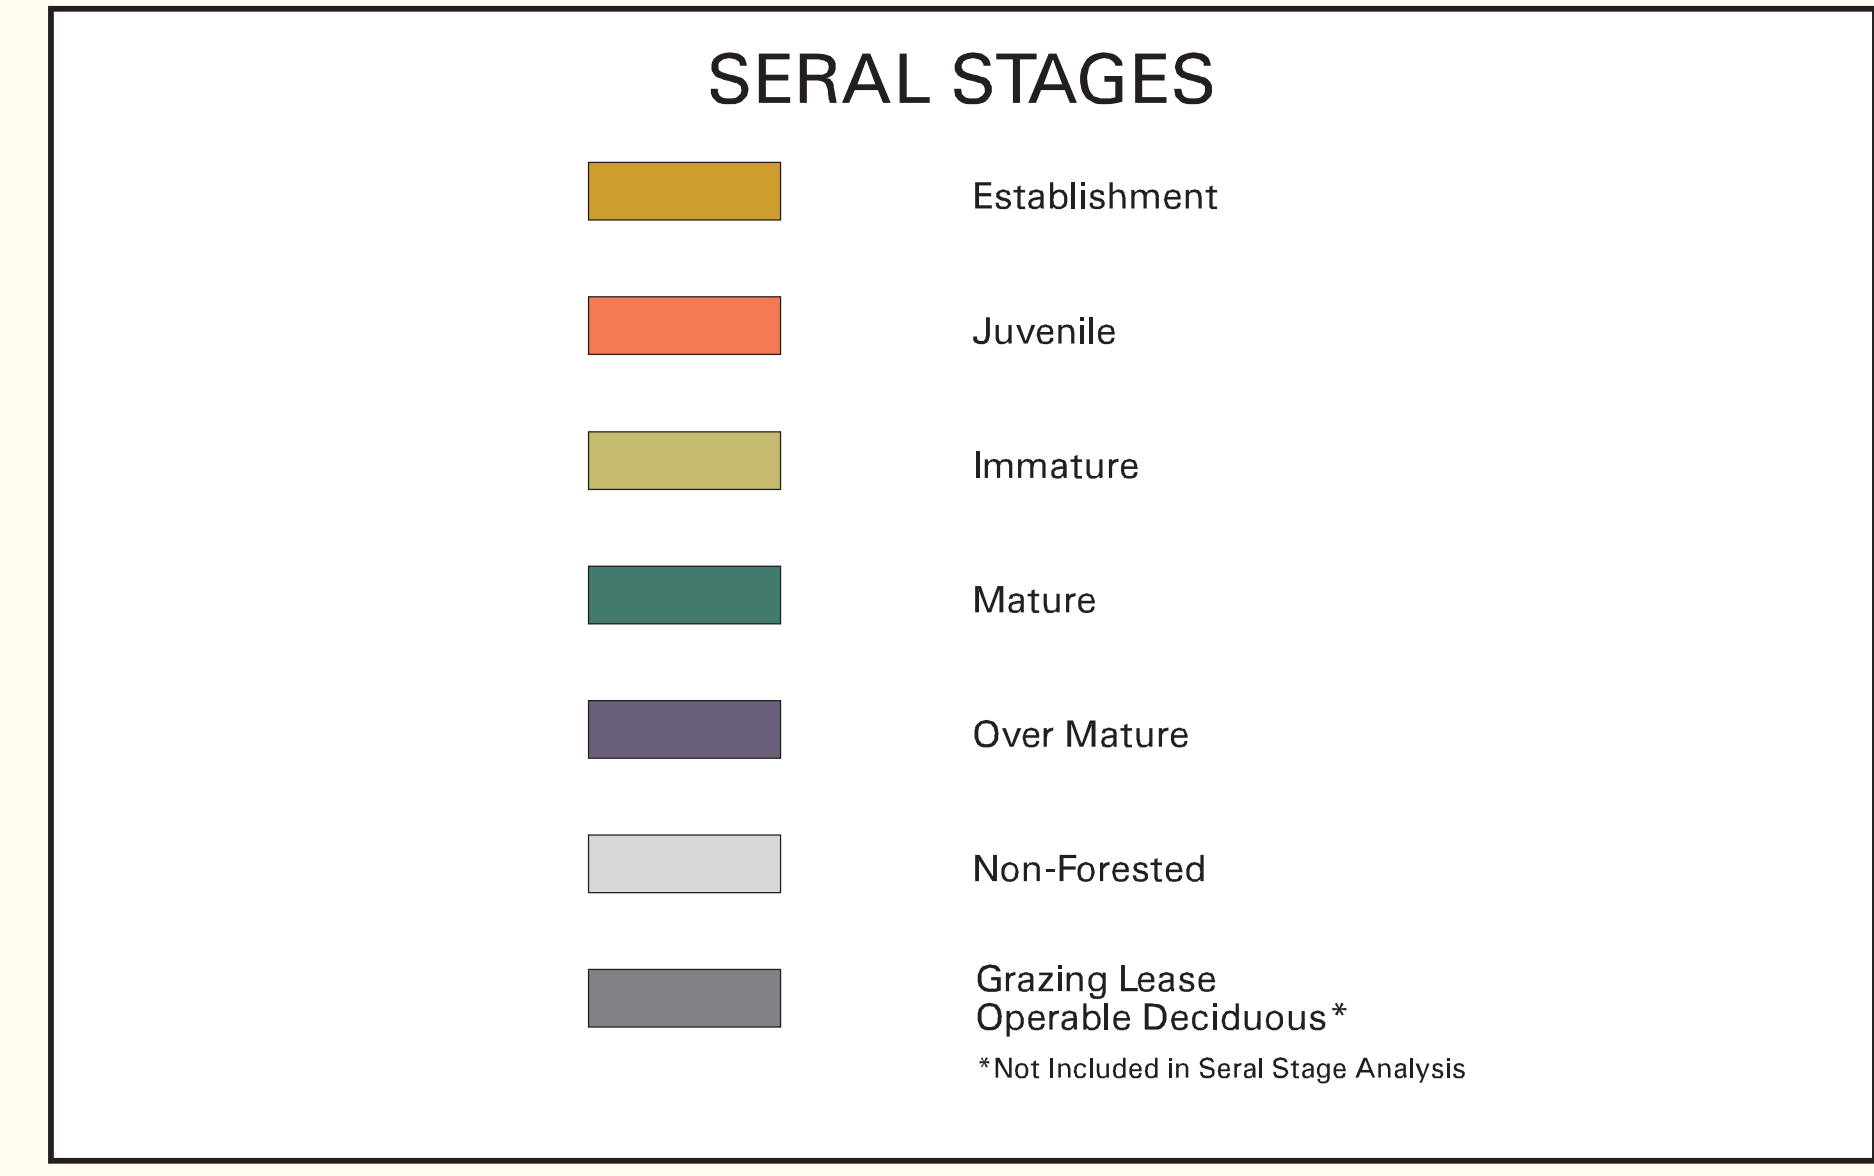 SERAL STAGES
Establishment
Juvenile
Immature
Mature
Over Mature
Non-Forested
Grazing Lease
Operable Deciduous*
*Not Included in Seral Stage Analysis